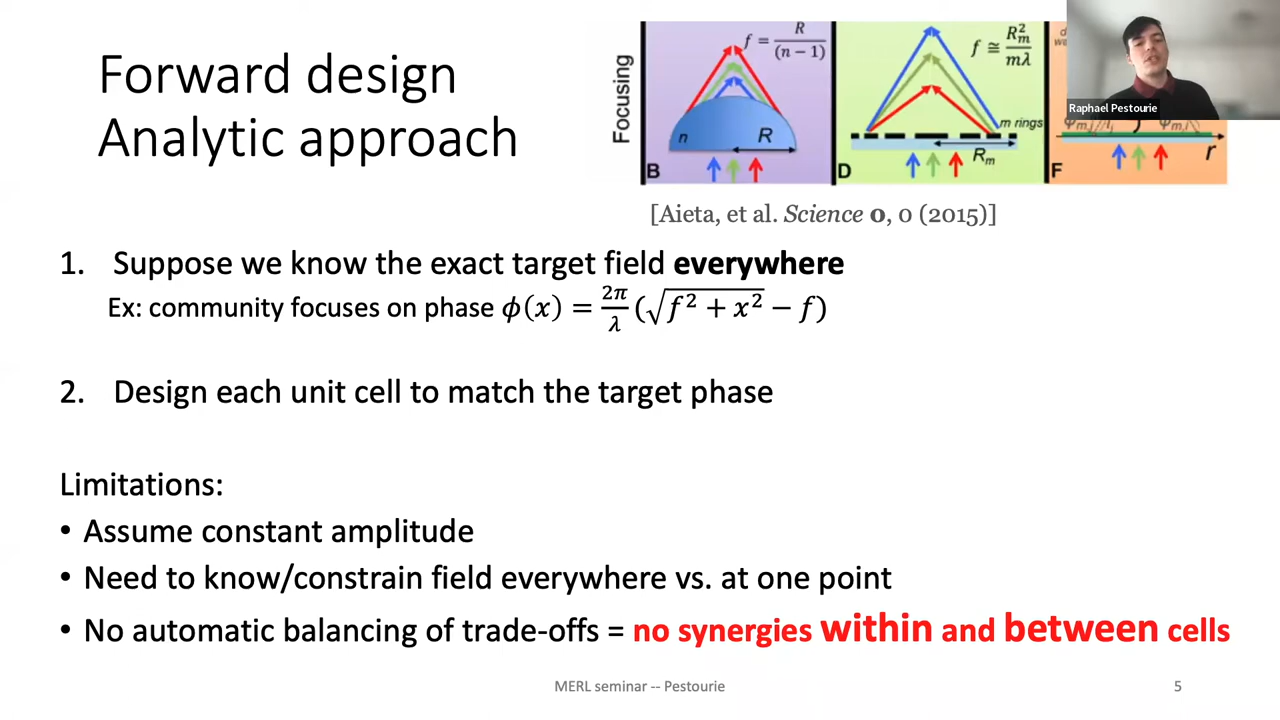 Forward design
Analytic approach
Focusing
f = R/(n − 1)
n
R
B
f ≅ R_m^2/mλ
m rings
R_m
D
Raphael Pestourie
r
F
[Aieta, et al. Science 0, 0 (2015)]
1. Suppose we know the exact target field everywhere
Ex: community focuses on phase ϕ(x) = 2π/λ (√(f² + x²) − f)
2. Design each unit cell to match the target phase
Limitations:
• Assume constant amplitude
• Need to know/constrain field everywhere vs. at one point
• No automatic balancing of trade-offs = no synergies within and between cells
MERL seminar -- Pestourie
5